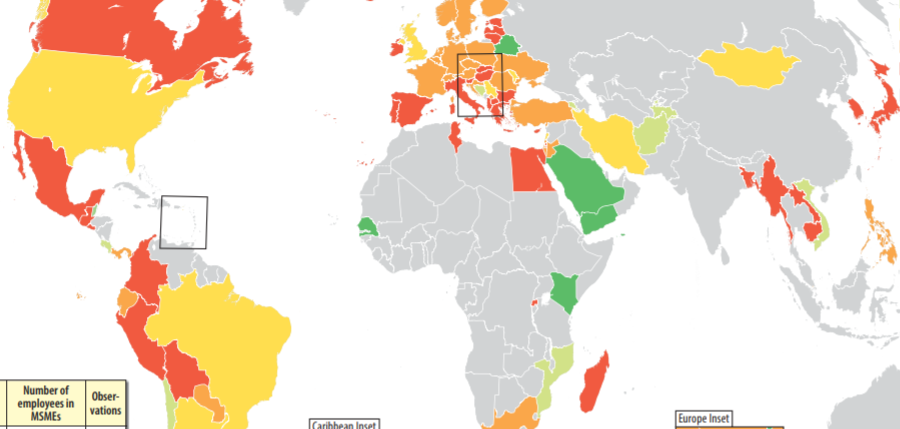 Number of
employees in
MSMEs
Obser-
vations
Caribbean Inset
Europe Inset